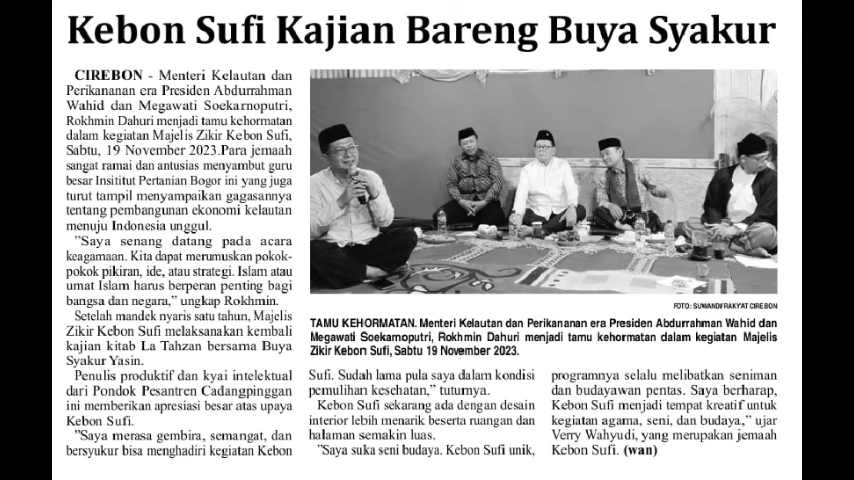 Kebon Sufi Kajian Bareng Buya Syakur
CIREBON - Menteri Kelautan dan
Perikananan era Presiden Abdurrahman
Wahid dan Megawati Soekarnoputri,
Rokhmin Dahuri menjadi tamu kehormatan
dalam kegiatan Majelis Zikir Kebon Sufi,
Sabtu, 19 November 2023.Para jemaah
sangat ramai dan antusias menyambut guru
besar Insititut Pertanian Bogor ini yang juga
turut tampil menyampaikan gagasannya
tentang pembangunan ekonomi kelautan
menuju Indonesia unggul.
"Saya senang datang pada acara
keagamaan. Kita dapat merumuskan pokok-
pokok pikiran, ide, atau strategi. Islam atau
umat Islam harus berperan penting bagi
bangsa dan negara," ungkap Rokhmin.
Setelah mandek nyaris satu tahun, Majelis
Zikir Kebon Sufi melaksanakan kembali
kajian kitab La Tahzan bersama Buya
Syakur Yasin.
Penulis produktif dan kyai intelektual
dari Pondok Pesantren Cadangpinggan
ini memberikan apresiasi besar atas upaya
Kebon Sufi.
"Saya merasa gembira, semangat, dan
bersyukur bisa menghadiri kegiatan Kebon
FOTO: SUWANDI/RAKYAT CIREBON
TAMU KEHORMATAN. Menteri Kelautan dan Perikananan era Presiden Abdurrahman Wahid dan
Megawati Soekarnoputri, Rokhmin Dahuri menjadi tamu kehormatan dalam kegiatan Majelis
Zikir Kebon Sufi, Sabtu 19 November 2023.
Sufi. Sudah lama pula saya dalam kondisi
pemulihan kesehatan," tuturnya.
Kebon Sufi sekarang ada dengan desain
interior lebih menarik beserta ruangan dan
halaman semakin luas.
"Saya suka seni budaya. Kebon Sufi unik,
programnya selalu melibatkan seniman
dan budayawan pentas. Saya berharap,
Kebon Sufi menjadi tempat kreatif untuk
kegiatan agama, seni, dan budaya," ujar
Verry Wahyudi, yang merupakan jemaah
Kebon Sufi. (wan)